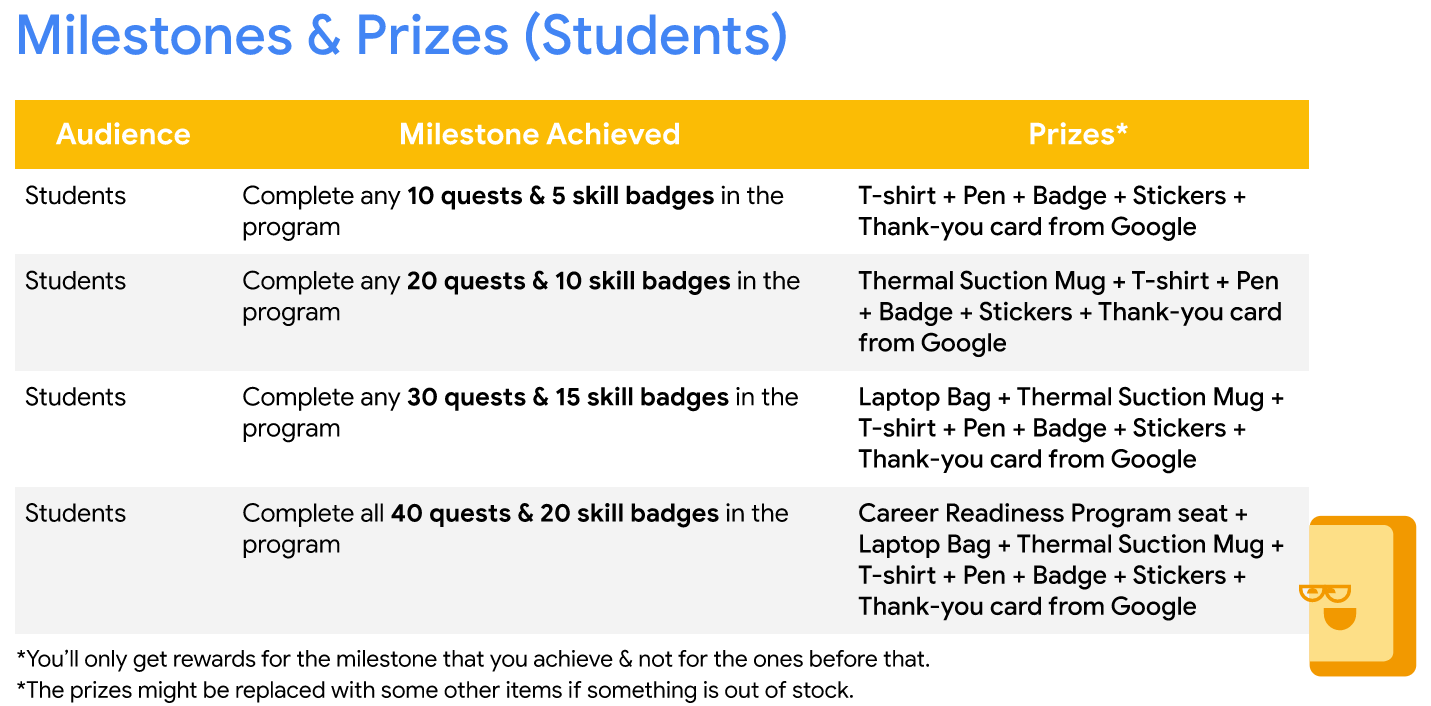 Milestones & Prizes (Students)
Audience Milestone Achieved Prizes*
Students Complete any 10 quests & 5 skill badges in the T-shirt + Pen + Badge + Stickers +
program Thank-you card from Google
Students Complete any 20 quests & 10 skill badges in the Thermal Suction Mug + T-shirt + Pen
program + Badge + Stickers + Thank-you card
from Google
Students Complete any 30 quests & 15 skill badges in the Laptop Bag + Thermal Suction Mug +
program T-shirt + Pen + Badge + Stickers +
Thank-you card from Google
Students Complete all 40 quests & 20 skill badges in the Career Readiness Program seat +
program Laptop Bag + Thermal Suction Mug +
T-shirt + Pen + Badge + Stickers +
Thank-you card from Google
*You’ll only get rewards for the milestone that you achieve & not for the ones before that.
*The prizes might be replaced with some other items if something is out of stock.